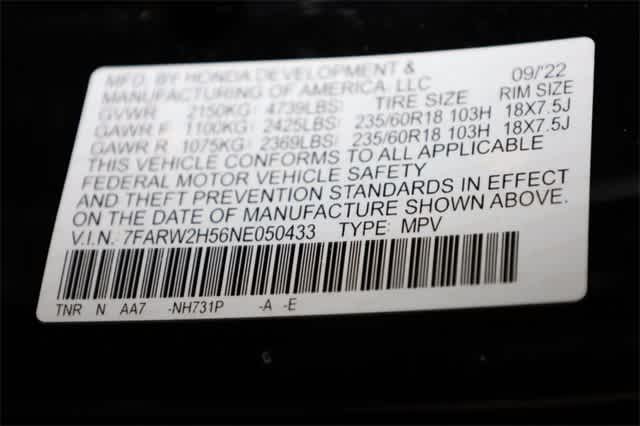 MFD. BY HONDA DEVELOPMENT &
MANUFACTURING OF AMERICA, LLC 09/'22
GVWR 2150KG( 4739LBS) TIRE SIZE RIM SIZE
GAWR F 1100KG( 2425LBS) 235/60R18 103H 18X7.5J
GAWR R 1075KG( 2369LBS) 235/60R18 103H 18X7.5J
THIS VEHICLE CONFORMS TO ALL APPLICABLE
FEDERAL MOTOR VEHICLE SAFETY
AND THEFT PREVENTION STANDARDS IN EFFECT
ON THE DATE OF MANUFACTURE SHOWN ABOVE.
V.I.N. 7FARW2H56NE050433 TYPE: MPV
TNR N AA7 -NH731P -A -E